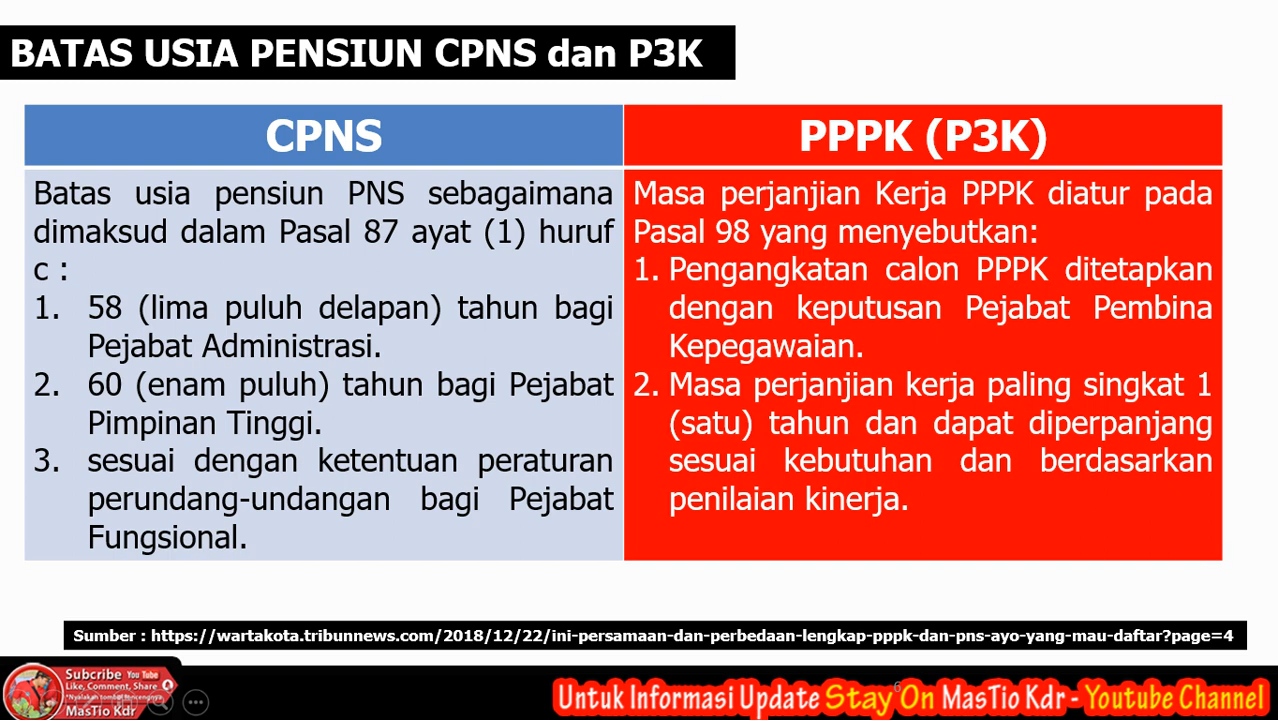 BATAS USIA PENSIUN CPNS dan P3K
CPNS
Batas usia pensiun PNS sebagaimana
dimaksud dalam Pasal 87 ayat (1) huruf
c :
1. 58 (lima puluh delapan) tahun bagi
Pejabat Administrasi.
2. 60 (enam puluh) tahun bagi Pejabat
Pimpinan Tinggi.
3. sesuai dengan ketentuan peraturan
perundang-undangan bagi Pejabat
Fungsional.
PPPK (P3K)
Masa perjanjian Kerja PPPK diatur pada
Pasal 98 yang menyebutkan:
1. Pengangkatan calon PPPK ditetapkan
dengan keputusan Pejabat Pembina
Kepegawaian.
2. Masa perjanjian kerja paling singkat 1
(satu) tahun dan dapat diperpanjang
sesuai kebutuhan dan berdasarkan
penilaian kinerja.
Sumber : https://wartakota.tribunnews.com/2018/12/22/ini-persamaan-dan-perbedaan-lengkap-pppk-dan-pns-ayo-yang-mau-daftar?page=4
Subcribe You Tube
Like, Comment, Share
*Nyalakan tombol loncengnya
MasTio Kdr
6
Untuk Informasi Update Stay On MasTio Kdr - Youtube Channel